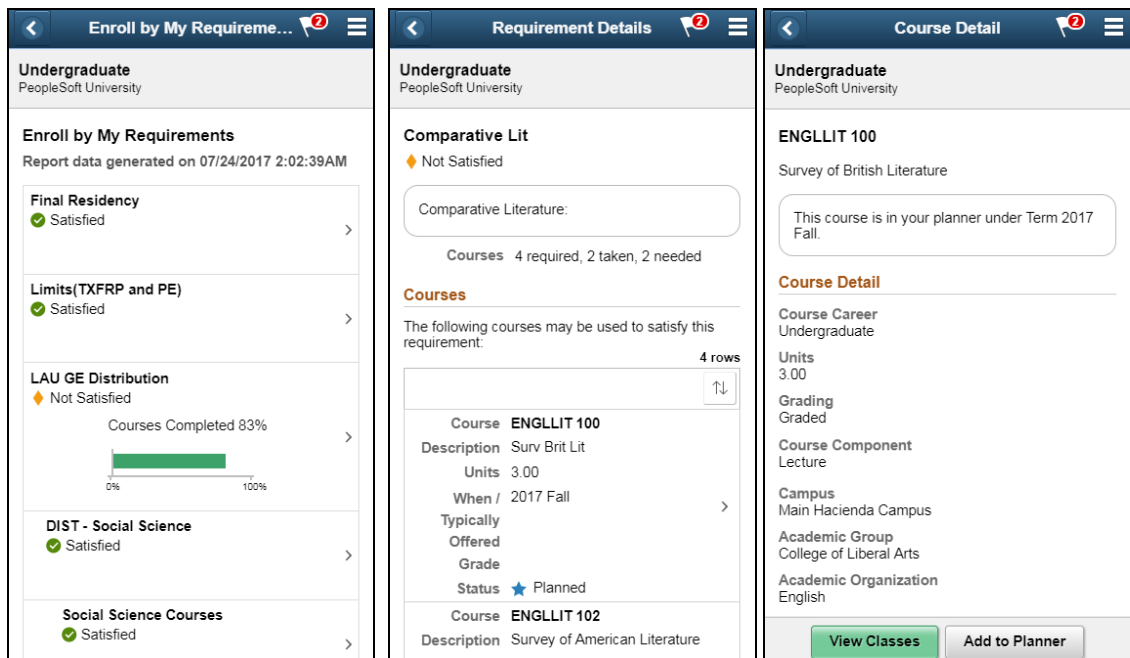 Enroll by My Requireme... 2
Undergraduate
PeopleSoft University
Enroll by My Requirements
Report data generated on 07/24/2017 2:02:39AM
Final Residency
Satisfied
Limits(TXFRP and PE)
Satisfied
LAU GE Distribution
Not Satisfied
Courses Completed 83%
0% 100%
DIST - Social Science
Satisfied
Social Science Courses
Satisfied
Requirement Details 2
Undergraduate
PeopleSoft University
Comparative Lit
Not Satisfied
Comparative Literature:
Courses 4 required, 2 taken, 2 needed
Courses
The following courses may be used to satisfy this
requirement:
4 rows
Course ENGLLIT 100
Description Surv Brit Lit
Units 3.00
When / 2017 Fall
Typically
Offered
Grade
Status Planned
Course ENGLLIT 102
Description Survey of American Literature
Course Detail 2
Undergraduate
PeopleSoft University
ENGLLIT 100
Survey of British Literature
This course is in your planner under Term 2017
Fall.
Course Detail
Course Career
Undergraduate
Units
3.00
Grading
Graded
Course Component
Lecture
Campus
Main Hacienda Campus
Academic Group
College of Liberal Arts
Academic Organization
English
View Classes Add to Planner